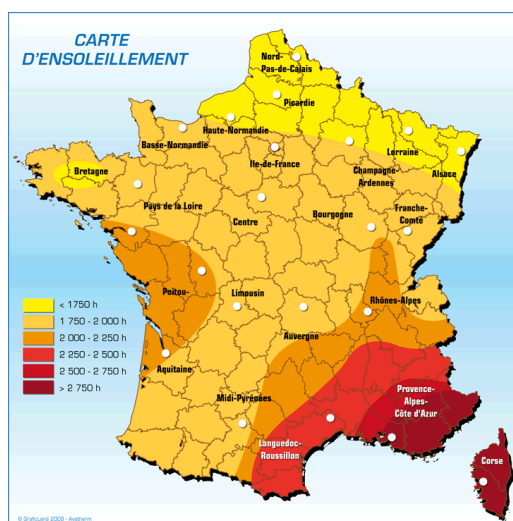 CARTE
D'ENSOLEILLEMENT
Nord-
Pas-de-Calais
Picardie
Haute-Normandie
Basse-Normandie
Ile-de-France
Lorraine
Champagne-
Ardennes
Alsace
Bretagne
Pays de la Loire
Centre
Bourgogne
Franche-
Comté
Poitou-
Limousin
Rhônes-Alpes
Auvergne
Aquitaine
Midi-Pyrénées
Languedoc-
Roussillon
Provence-
Alpes-
Côte d'Azur
Corse
< 1750 h
1 750 - 2 000 h
2 000 - 2 250 h
2 250 - 2 500 h
2 500 - 2 750 h
> 2 750 h
© GraficLand 2009 - Avatherm